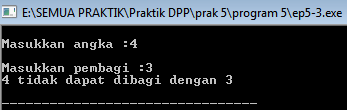 E:\SEMUA PRAKTIK\Praktik DPP\prak 5\program 5\ep5-3.exe
Masukkan angka :4
Masukkan pembagi :3
4 tidak dapat dibagi dengan 3
--------------------------------